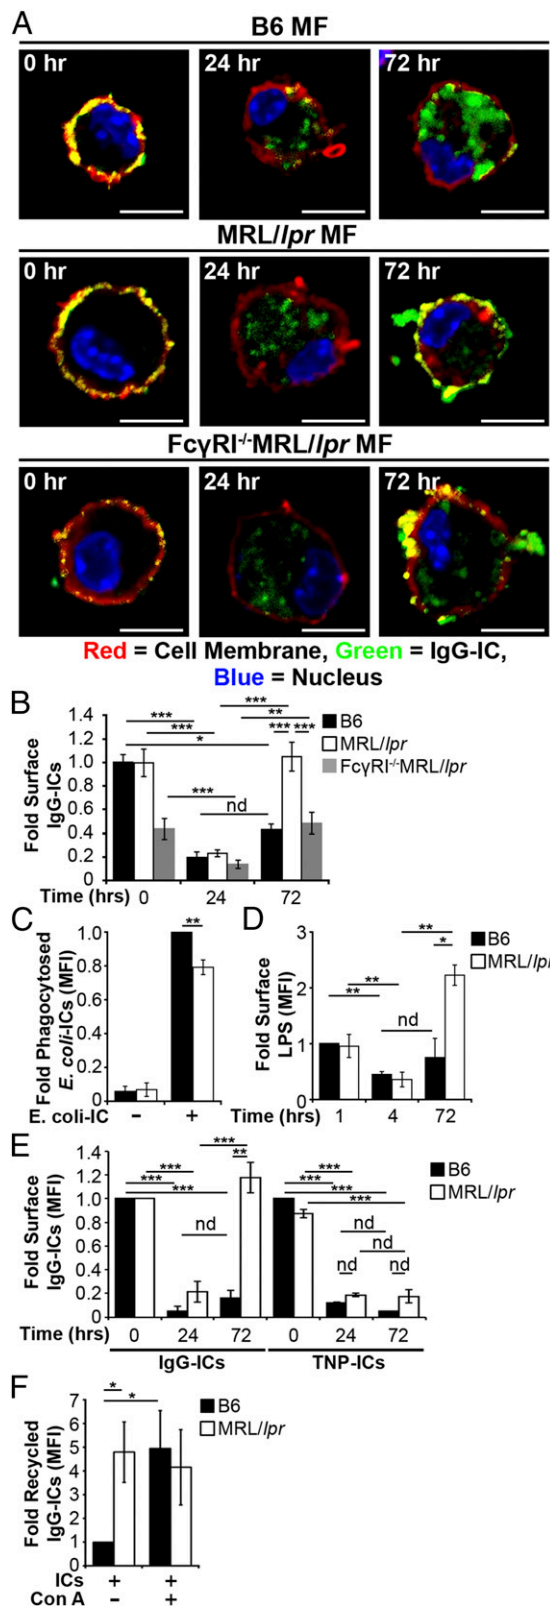 A
B6 MF
0 hr
24 hr
72 hr
MRL/lpr MF
0 hr
24 hr
72 hr
FcγRI-/-MRL/lpr MF
0 hr
24 hr
72 hr
Red = Cell Membrane, Green = IgG-IC,
Blue = Nucleus
B
Fold Surface
IgG-ICs
1.4
1.2
1.0
0.8
0.6
0.4
0.2
0
***
***
*
***
***
**
***
***
nd
B6
MRL/lpr
FcγRI-/-MRL/lpr
Time (hrs)
0
24
72
C
Fold Phagocytosed
E. coli-ICs (MFI)
1.0
0.8
0.6
0.4
0.2
0
**
E. coli-IC
-
+
D
Fold Surface
LPS (MFI)
3
2
1
0
**
**
**
*
nd
B6
MRL/lpr
Time (hrs)
1
4
72
E
Fold Surface
IgG-ICs (MFI)
1.4
1.2
1.0
0.8
0.6
0.4
0.2
0
***
***
***
***
**
nd
***
***
***
nd
nd
nd
nd
B6
MRL/lpr
Time (hrs)
0
24
72
0
24
72
IgG-ICs
TNP-ICs
F
Fold Recycled
IgG-ICs (MFI)
7
6
5
4
3
2
1
0
*
*
B6
MRL/lpr
ICs
+
+
Con A
-
+